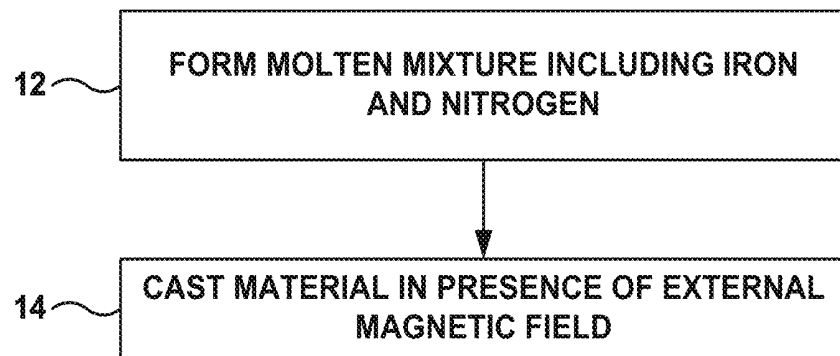 12
FORM MOLTEN MIXTURE INCLUDING IRON
AND NITROGEN
14
CAST MATERIAL IN PRESENCE OF EXTERNAL
MAGNETIC FIELD